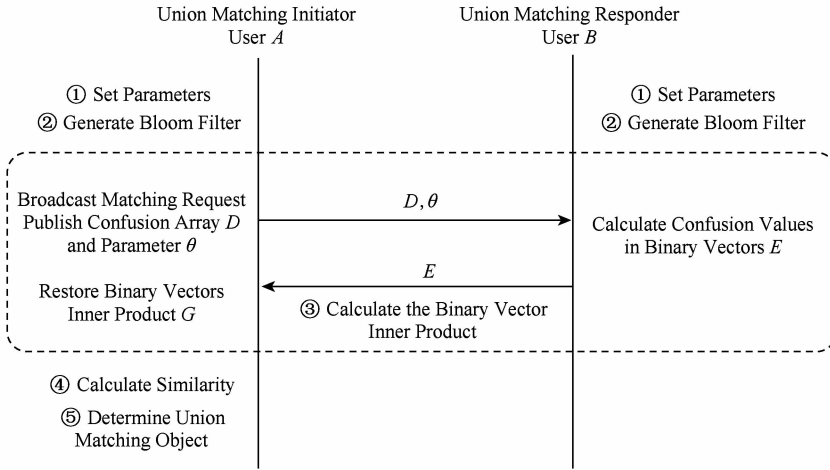 Union Matching Initiator
User A
Union Matching Responder
User B
① Set Parameters
② Generate Bloom Filter
① Set Parameters
② Generate Bloom Filter
Broadcast Matching Request
Publish Confusion Array D
and Parameter θ
D, θ
Calculate Confusion Values
in Binary Vectors E
E
Restore Binary Vectors
Inner Product G
③ Calculate the Binary Vector
Inner Product
④ Calculate Similarity
⑤ Determine Union
Matching Object